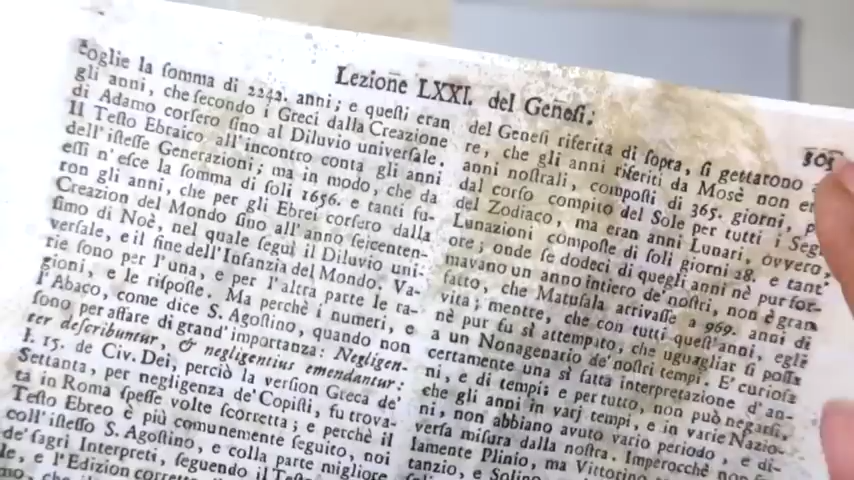 Lezione LXXI. del Genesi.
coglie la somma di 2242. anni; e questi eran
gli anni, che secondo i Greci dalla Creazione
di Adamo corsero sino al Diluvio universale.
Il Testo Ebraico all'incontro conta gli anni
dell'istesse Generazioni; ma in modo, che da
essi n'esce la somma di soli 1656. e tanti fu-
ron gli anni, che per gli Ebrei corsero dalla
Creazion del Mondo sino all'anno seicenten-
simo di Noè, nel quale seguì il Diluvio uni-
versale, e il fine dell'Infanzia del Mondo. Va-
rie sono per l'una, e per l'altra parte le ra-
gioni, e le risposte. Ma perchè i numeri, e
l'Abaco, come dice S. Agostino, quando non
sono per affare di grand'importanza: Negligen-
ter describuntur, & negligentius emendantur:
l. 15. de Civ. Dei, perciò la version Greca de'
Settanta, per negligenza de' Copisti, fu trova-
ta in Roma spesse volte scorretta; e perchè il
Testo Ebreo è più comunemente seguito, noi
coll'istesso S. Agostino, e colla parte migliore
de' sagri Interpreti, seguendo il
le, e l'Edizion
del Genesi riferita di sopra, si gettarono
re, che gli anni riferiti da Mosè non
anni nostrali, composti di 365. giorni,
dal corso compito del Sole per tutti i
del Zodiaco, ma eran anni Lunari, ovvero,
Lunazioni composte di soli giorni 28. e tant'
ore; onde se dodeci di quegli anni nè pur for-
mavano un anno intiero de' nostri, non è gran
fatto, che Matusala arrivasse a 969. anni di
vita; mentre, che con tutti quest'anni, egli
nè pur fu sì attempato, che uguagliar si possa
a un Nonagenario de' nostri tempi. E' curiosa
certamente una sì fatta interpretazione d'an-
ni, e di tempi; e per tutto, non può negarsi,
che gli anni in varj tempi, e in varie Nazio-
ni, non abbiano avuto vario periodo, e di-
versa misura dalla nostra. Imperocchè non
lamente Plinio, ma Vittorino
tanzio, e Solino